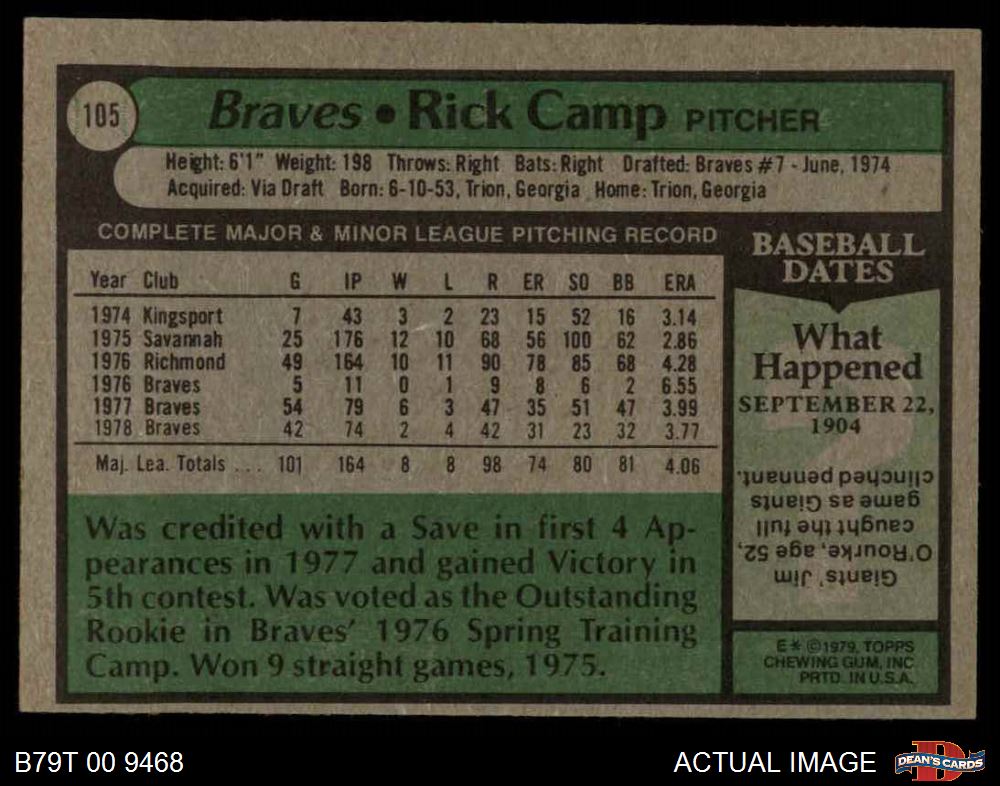 105
Braves • Rick Camp PITCHER
Height: 6'1" Weight: 198 Throws: Right Bats: Right Drafted: Braves #7 - June, 1974
Acquired: Via Draft Born: 6-10-53, Trion, Georgia Home: Trion, Georgia
COMPLETE MAJOR & MINOR LEAGUE PITCHING RECORD
Year Club G IP W L R ER SO BB ERA
1974 Kingsport 7 43 3 2 23 15 52 16 3.14
1975 Savannah 25 176 12 10 68 56 100 62 2.86
1976 Richmond 49 164 10 11 90 78 85 68 4.28
1976 Braves 5 11 0 1 9 8 6 2 6.55
1977 Braves 54 79 6 3 47 35 51 47 3.99
1978 Braves 42 74 2 4 42 31 23 32 3.77
Maj. Lea. Totals ... 101 164 8 8 98 74 80 81 4.06
Was credited with a Save in first 4 Ap-
pearances in 1977 and gained Victory in
5th contest. Was voted as the Outstanding
Rookie in Braves' 1976 Spring Training
Camp. Won 9 straight games, 1975.
BASEBALL
DATES
What
Happened
SEPTEMBER 22,
1904
Giants' Jim
O'Rourke, age 52,
caught the full
game as Giants
clinched pennant.
E * ©1979, TOPPS
CHEWING GUM, INC.
PRTD. IN U.S.A.
B79T 00 9468
ACTUAL IMAGE
D
DEAN'S CARDS